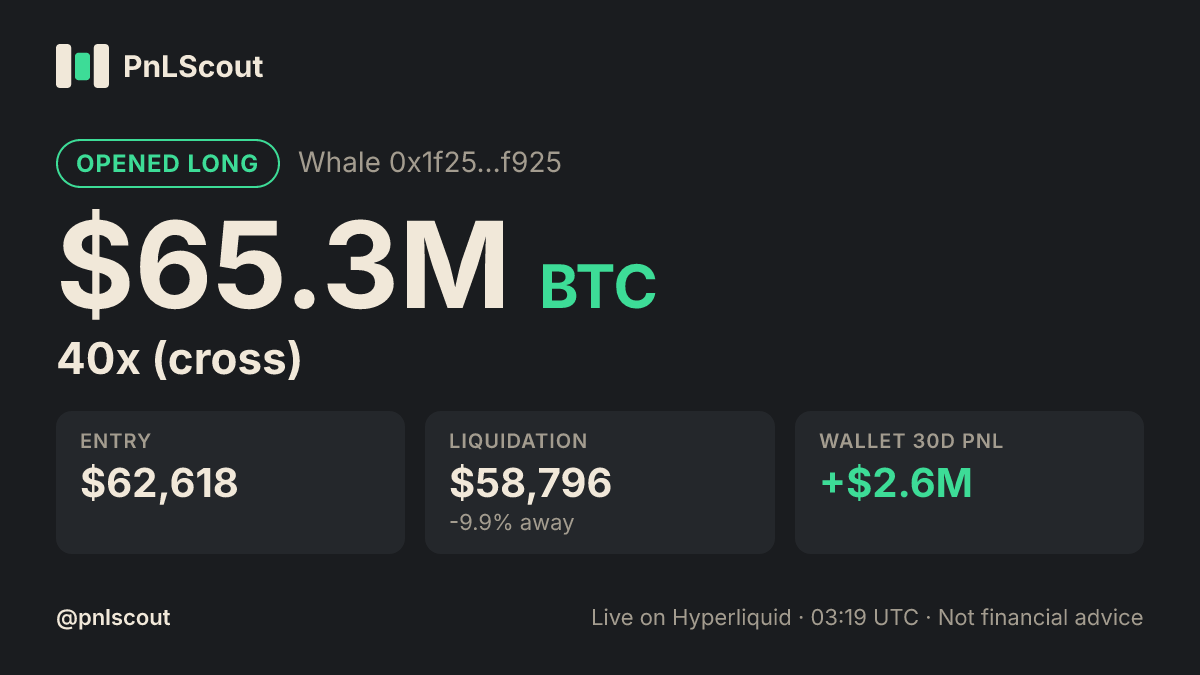 PnLScout
OPENED LONG Whale 0x1f25...f925
$65.3M BTC
40x (cross)
ENTRY
$62,618
LIQUIDATION
$58,796
-9.9% away
WALLET 30D PNL
+$2.6M
@pnlscout
Live on Hyperliquid · 03:19 UTC · Not financial advice